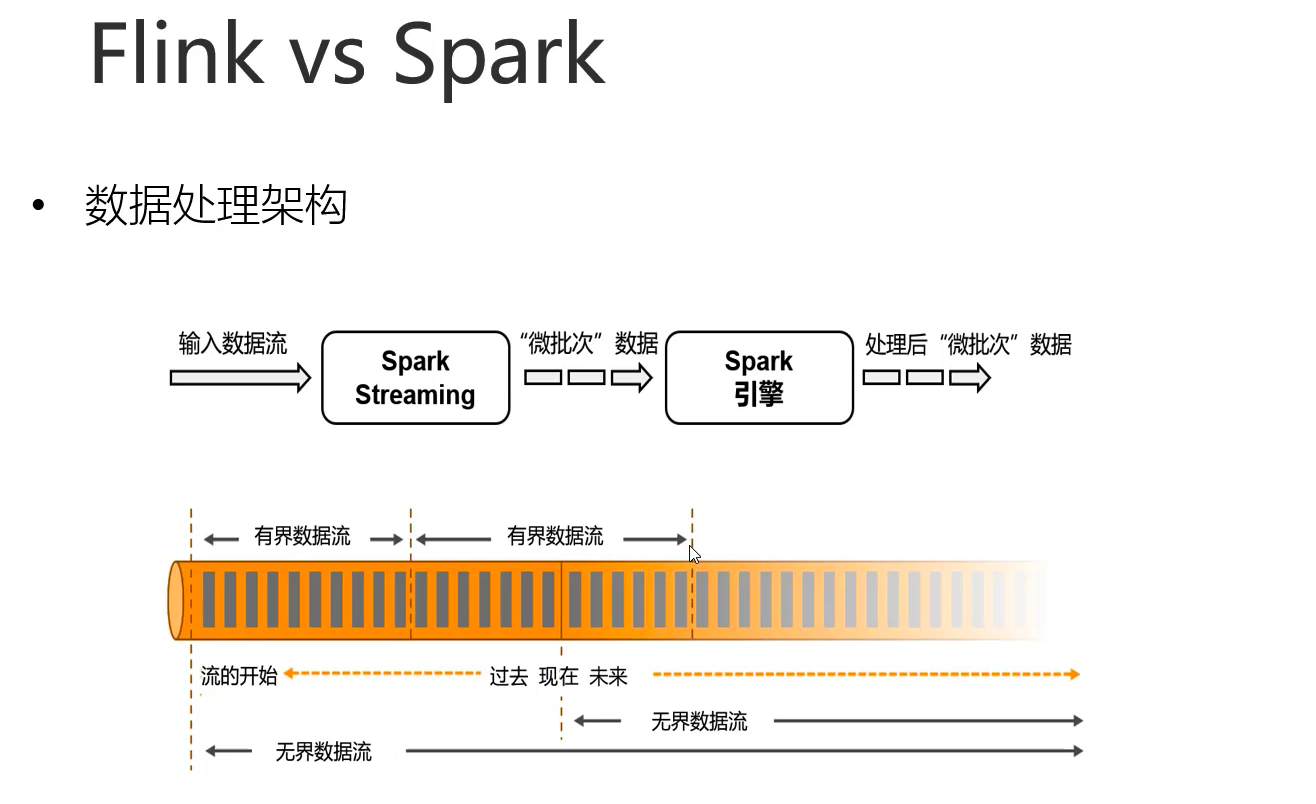 Flink vs Spark
• 数据处理架构
输入数据流
Spark
Streaming
“微批次”数据
Spark
引擎
处理后“微批次”数据
有界数据流
有界数据流
流的开始
过去 现在 未来
无界数据流
无界数据流